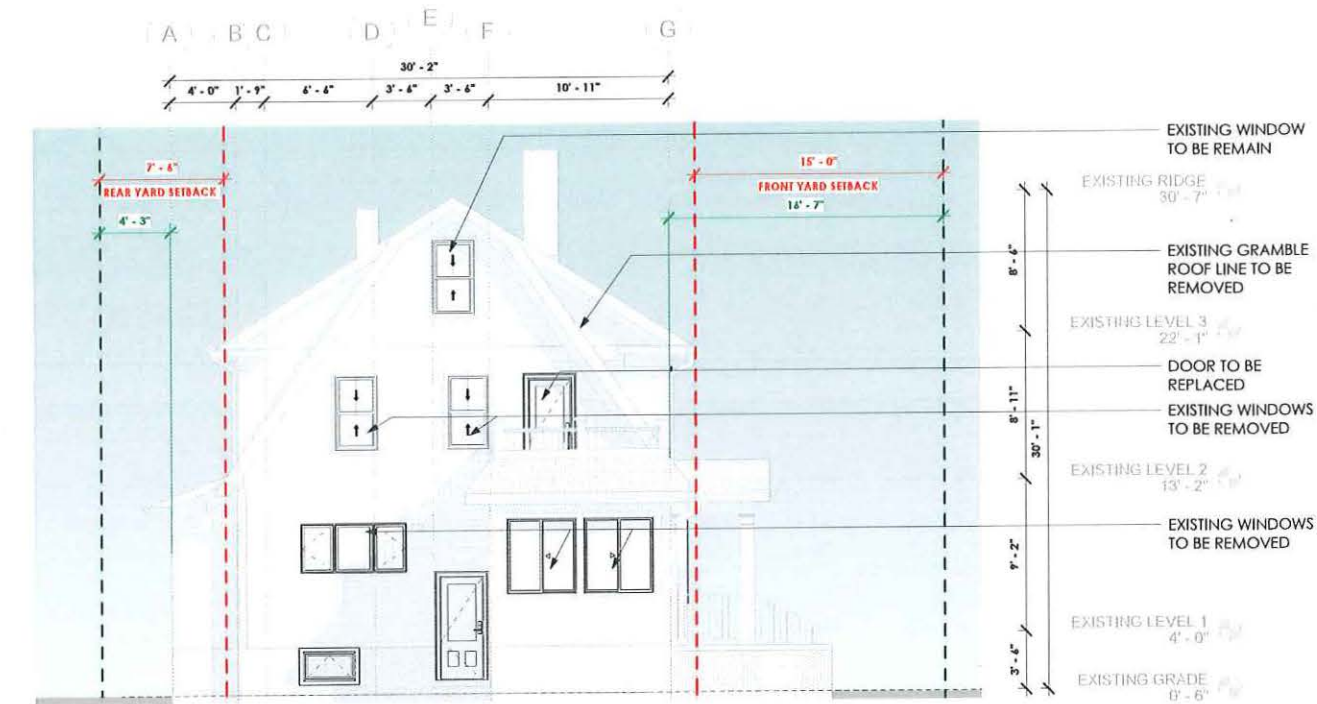 A B C D E F G
30' - 2"
4' - 0" 1' - 9" 6' - 6" 3' - 6" 3' - 6" 10' - 11"
7' - 6"
REAR YARD SETBACK
4' - 3"
15' - 0"
FRONT YARD SETBACK
16' - 7"
EXISTING WINDOW
TO BE REMAIN
EXISTING RIDGE
30' - 7"
8' - 6"
EXISTING GRAMBLE
ROOF LINE TO BE
REMOVED
EXISTING LEVEL 3
22' - 1"
DOOR TO BE
REPLACED
8' - 11"
EXISTING WINDOWS
TO BE REMOVED
30' - 1"
EXISTING LEVEL 2
13' - 2"
EXISTING WINDOWS
TO BE REMOVED
9' - 2"
EXISTING LEVEL 1
4' - 0"
3' - 6"
EXISTING GRADE
0' - 6"